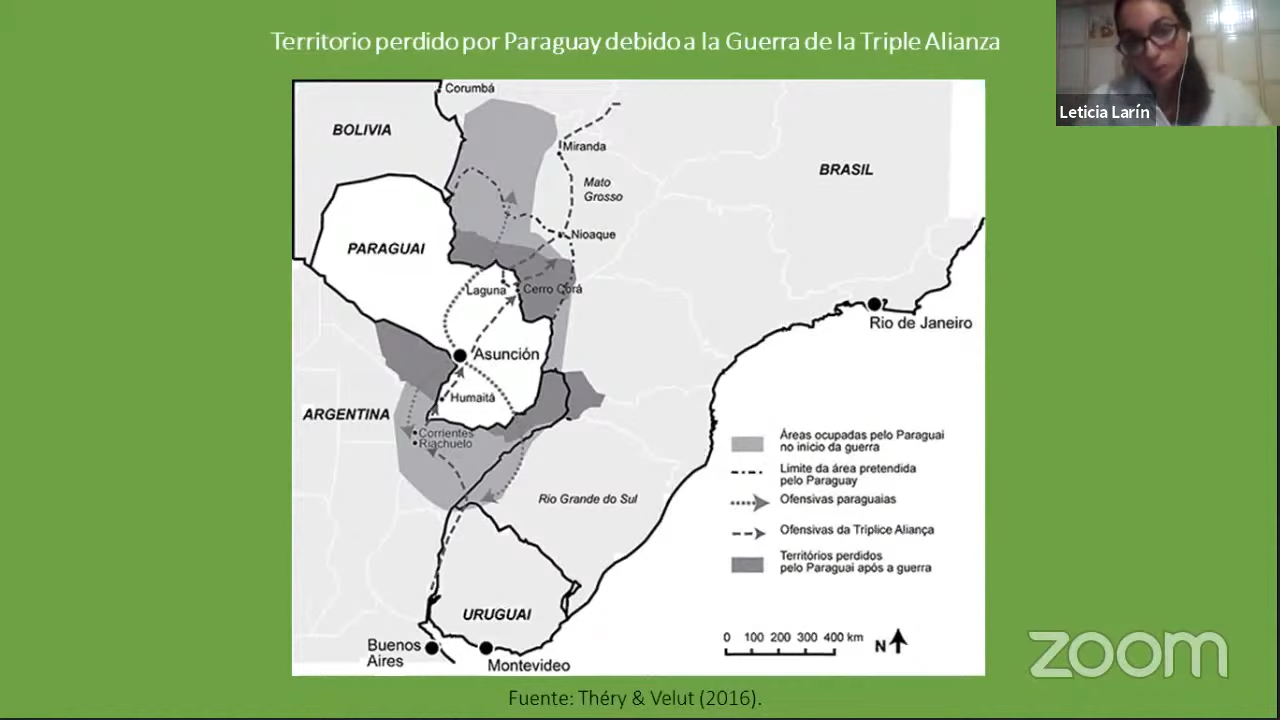 Territorio perdido por Paraguay debido a la Guerra de la Triple Alianza
Leticia Larín
Corumbá
BOLIVIA
Miranda
BRASIL
Mato
Grosso
Nioaque
PARAGUAI
Laguna
Cerro Corá
Rio de Janeiro
Asunción
Humaitá
ARGENTINA
Corrientes
Riachuelo
Áreas ocupadas pelo Paraguai
no início da guerra
Limite da área pretendida
pelo Paraguay
Rio Grande do Sul
Ofensivas paraguaias
Ofensivas da Tríplice Aliança
Territórios perdidos
pelo Paraguai após a guerra
URUGUAI
0 100 200 300 400 km
N
Buenos
Aires
Montevideo
zoom
Fuente: Théry & Velut (2016).